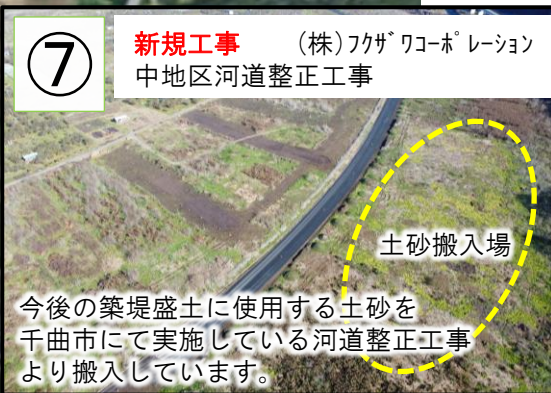 ⑦
新規工事 (株)フクザワコーポレーション
中地区河道整正工事
土砂搬入場
今後の築堤盛土に使用する土砂を
千曲市にて実施している河道整正工事
より搬入しています。